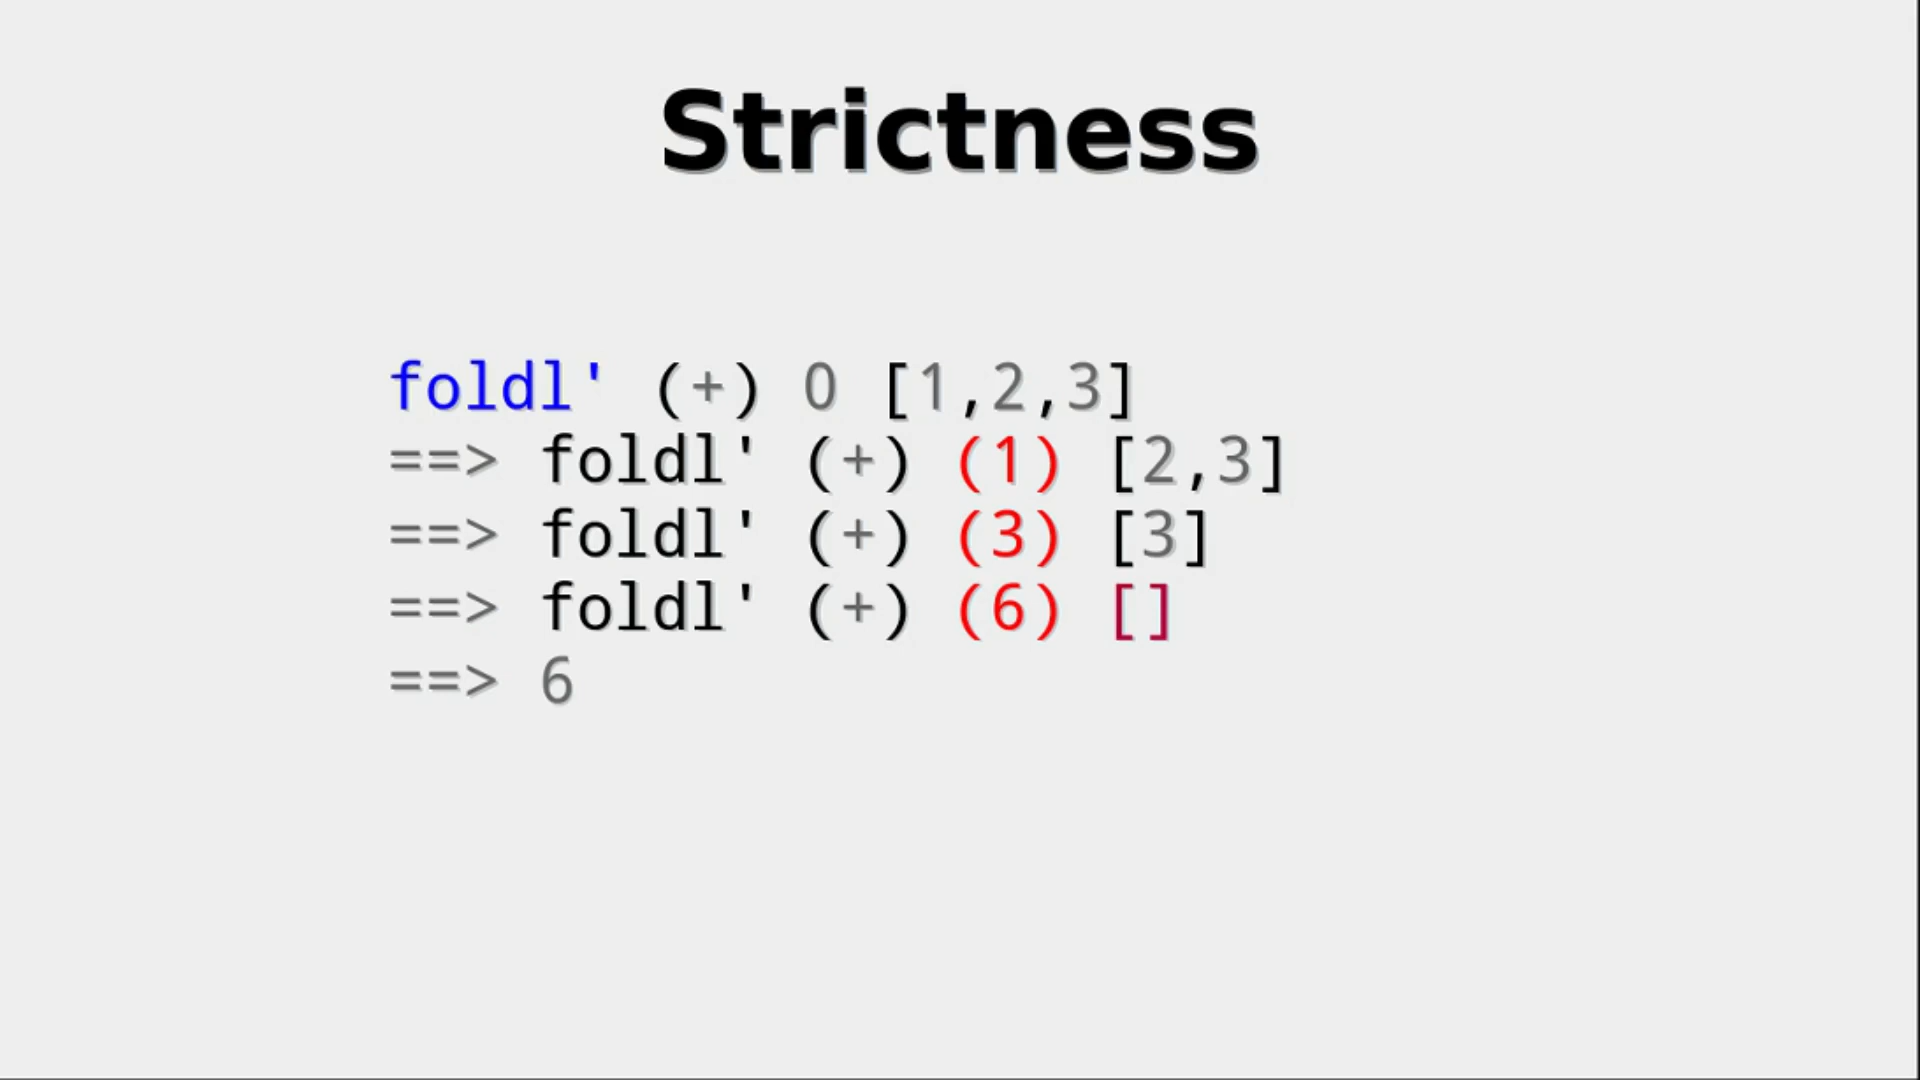 Strictness
foldl' (+) 0 [1,2,3]
==> foldl' (+) (1) [2,3]
==> foldl' (+) (3) [3]
==> foldl' (+) (6) []
==> 6